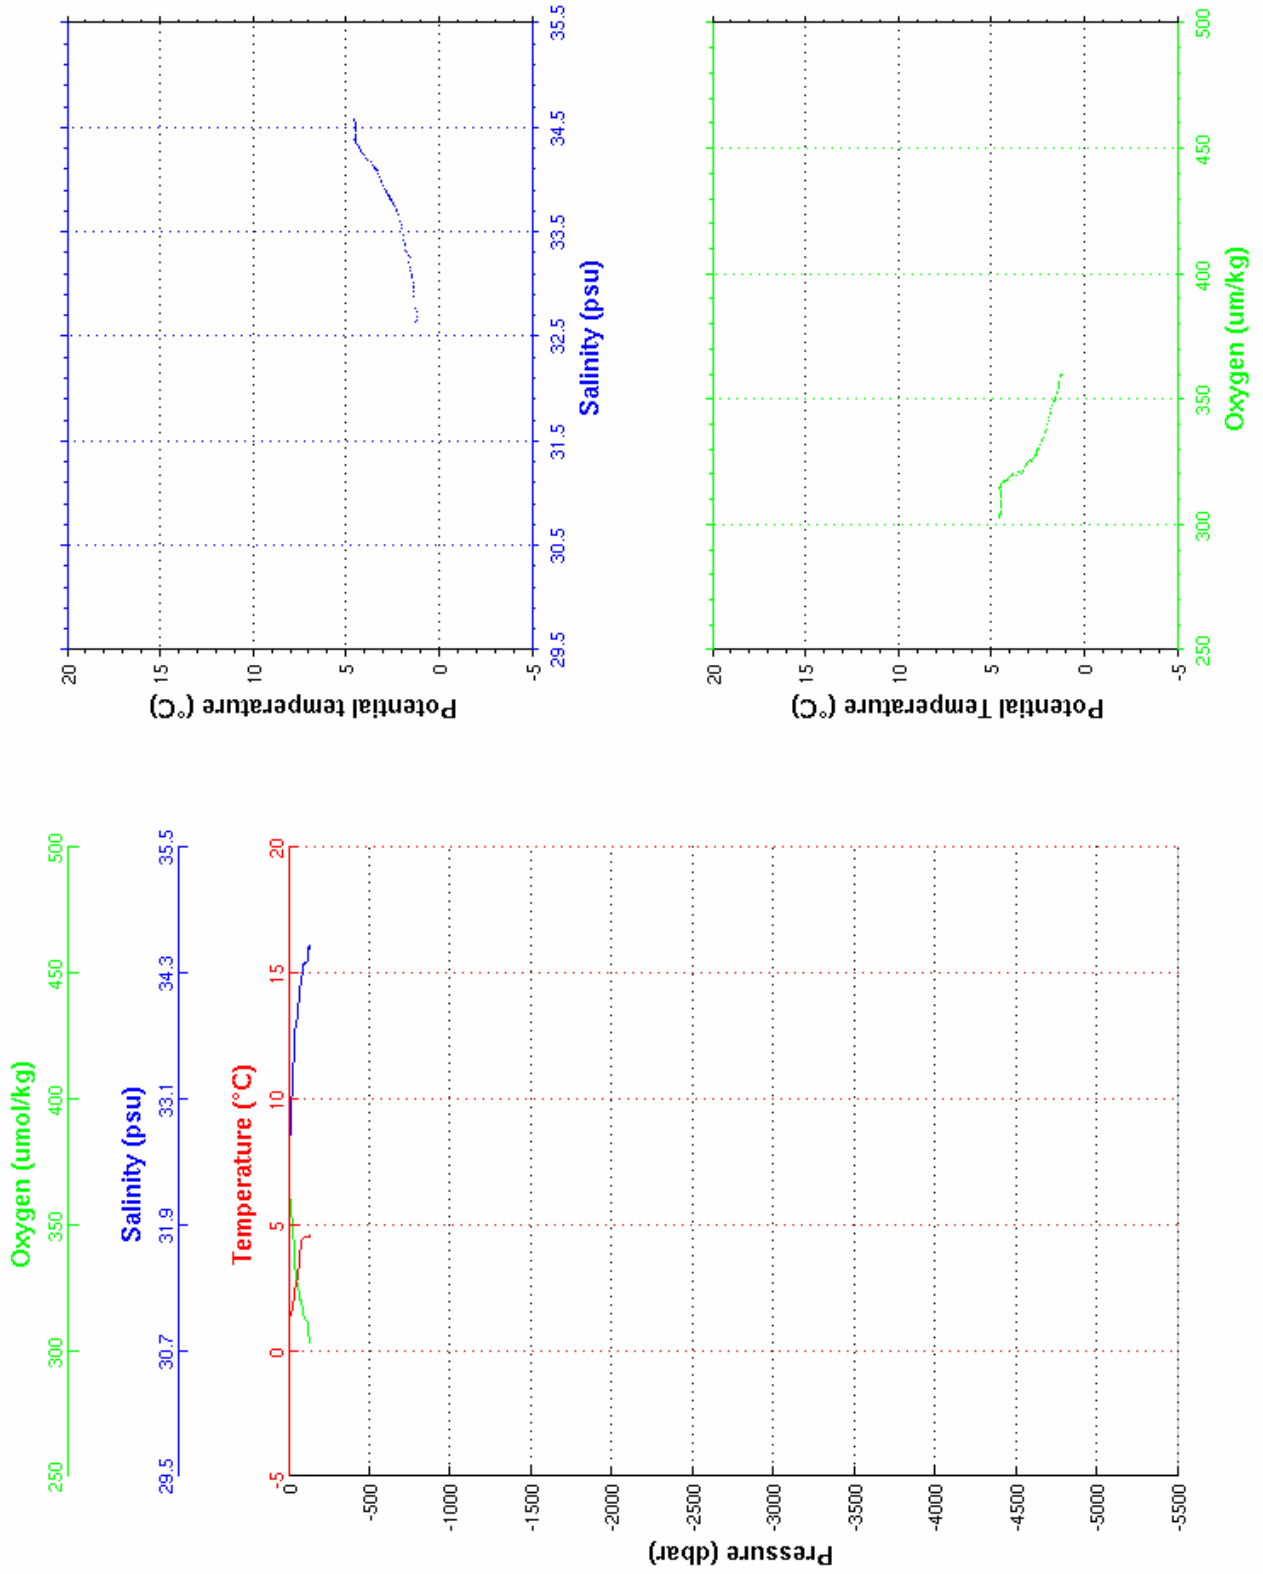 Oxygen (umol/kg)
250 300 350 400 450 500
Salinity (psu)
29.5 30.7 31.9 33.1 34.3 35.5
Temperature (°C)
-5 0 5 10 15 20
0
-500
-1000
-1500
-2000
-2500
-3000
-3500
-4000
-4500
-5000
-5500
Pressure (dbar)
20
15
10
5
0
-5
Potential temperature (°C)
29.5 30.5 31.5 32.5 33.5 34.5 35.5
Salinity (psu)
20
15
10
5
0
-5
Potential Temperature (°C)
250 300 350 400 450 500
Oxygen (um/kg)